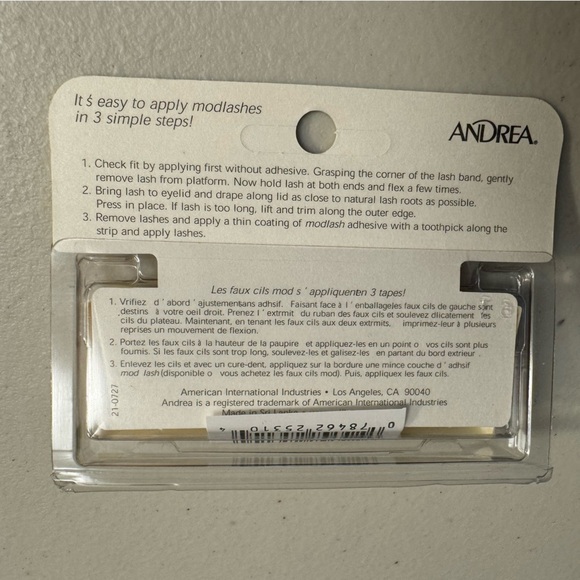 It ś easy to apply modlashes
in 3 simple steps!
ANDREA®
1. Check fit by applying first without adhesive. Grasping the corner of the lash band, gently
remove lash from platform. Now hold lash at both ends and flex a few times.
2. Bring lash to eyelid and drape along lid as close to natural lash roots as possible.
Press in place. If lash is too long, lift and trim along the outer edge.
3. Remove lashes and apply a thin coating of modlash adhesive with a toothpick along the
strip and apply lashes.
Les faux cils mod s ' appliquenten 3 tapes!
1. Vrifiez d ' abord ' ajustementsans adhsif. Faisant face à l ' emballageles faux cils de gauche sont
destins à votre oeil droit. Prenez l ' extrmit du ruban des faux cils et soulevez dlicatement les
cils du plateau. Maintenant, en tenant les faux cils aux deux extrmits, imprimez-leur à plusieurs
reprises un mouvement de flexion.
2. Portez les faux cils à la hauteur de la paupire et appliquez-les en un point o vos cils sont plus
fournis. Si les faux cils sont trop long, soulevez-les et galisez-les en partant du bord extrieur .
3. Enlevez les cils et avec un cure-dent, appliquez sur la bordure une mince couche d ' adhsif
mod lash (disponible o vous achetez les faux cils mod). Puis, appliquez les faux cils.
American International Industries • Los Angeles, CA 90040
Andrea is a registered trademark of American International Industries
Made in Sri Lanka
21-0727
0 78462 25310 4